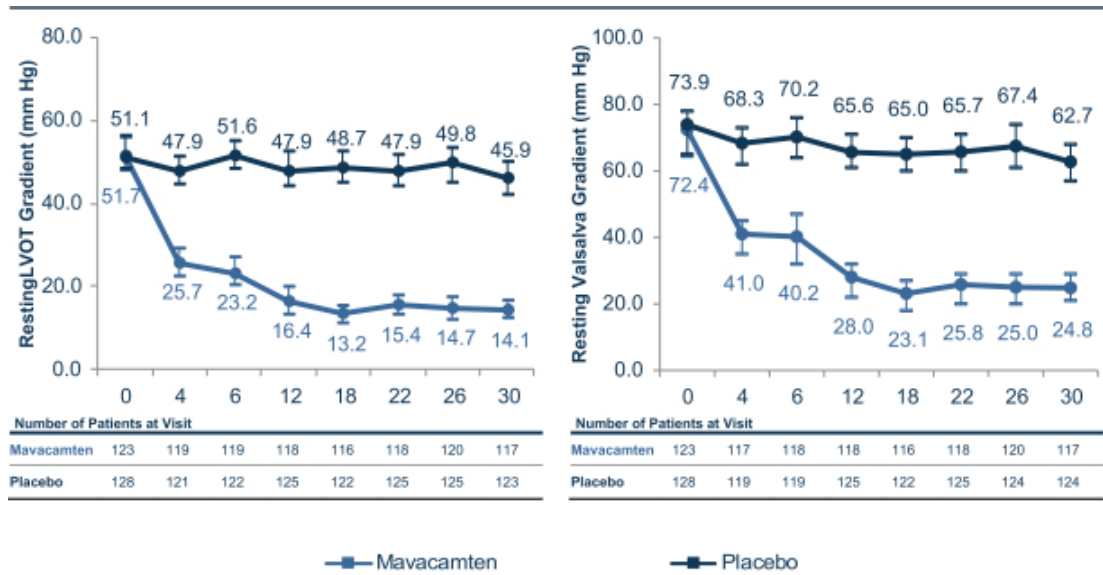 80.0
60.0
40.0
20.0
0.0
RestingLVOT Gradient (mm Hg)
51.1 47.9 51.6 47.9 48.7 47.9 49.8 45.9
51.7 25.7 23.2 16.4 13.2 15.4 14.7 14.1
0 4 6 12 18 22 26 30
Number of Patients at Visit
Mavacamten 123 119 119 118 116 118 120 117
Placebo 128 121 122 125 122 125 125 123
100.0
80.0
60.0
40.0
20.0
0.0
Resting Valsalva Gradient (mm Hg)
73.9 68.3 70.2 65.6 65.0 65.7 67.4 62.7
72.4 41.0 40.2 28.0 23.1 25.8 25.0 24.8
0 4 6 12 18 22 26 30
Number of Patients at Visit
Mavacamten 123 117 118 118 116 118 120 117
Placebo 128 119 119 125 122 125 124 124
Mavacamten Placebo